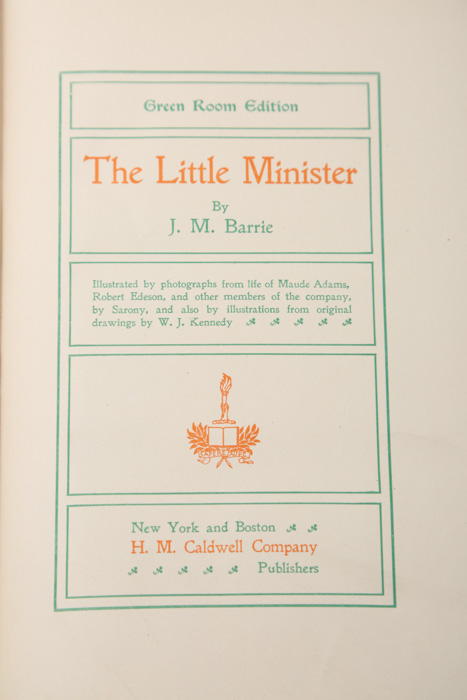 Green Room Edition
The Little Minister
By
J. M. Barrie
Illustrated by photographs from life of Maude Adams,
Robert Edeson, and other members of the company,
by Sarony, and also by illustrations from original
drawings by W. J. Kennedy
New York and Boston
H. M. Caldwell Company
Publishers